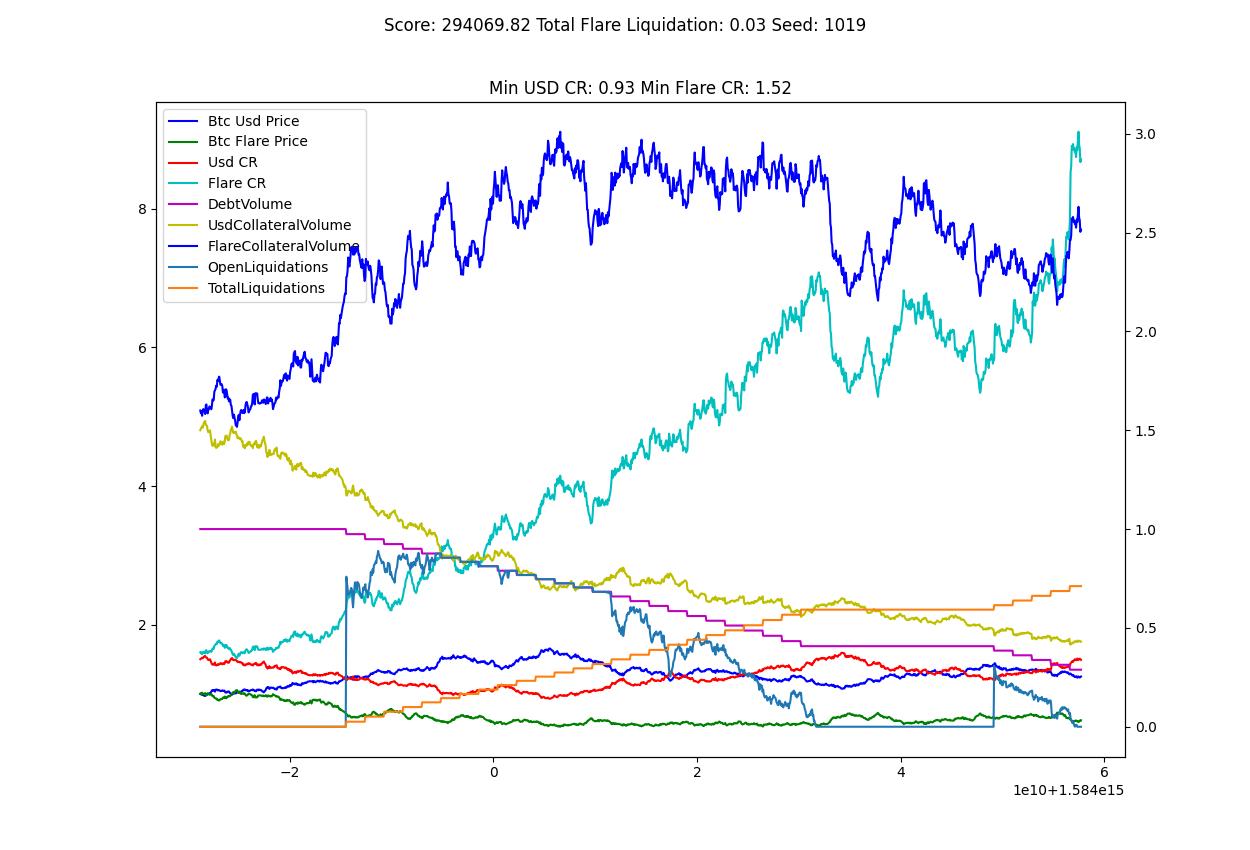 Score: 294069.82 Total Flare Liquidation: 0.03 Seed: 1019
Min USD CR: 0.93 Min Flare CR: 1.52
Btc Usd Price
Btc Flare Price
Usd CR
Flare CR
DebtVolume
UsdCollateralVolume
FlareCollateralVolume
OpenLiquidations
TotalLiquidations
8
6
4
2
3.0
2.5
2.0
1.5
1.0
0.5
0.0
−2 0 2 4 6
1e10+1.584e15